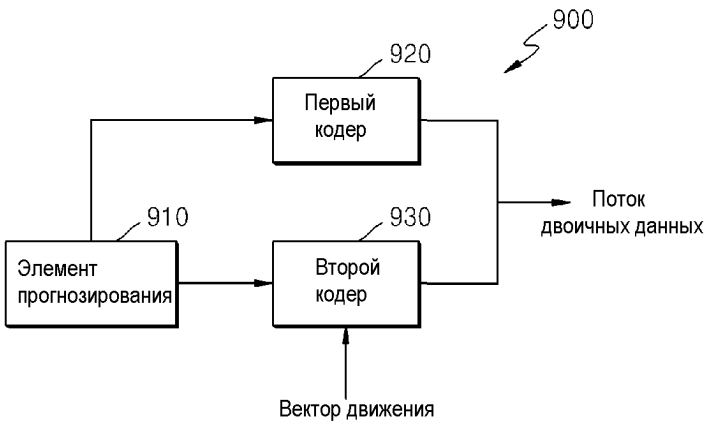 900
920
Первый
кодер
910
Элемент
прогнозирования
930
Второй
кодер
Поток
двоичных данных
Вектор движения